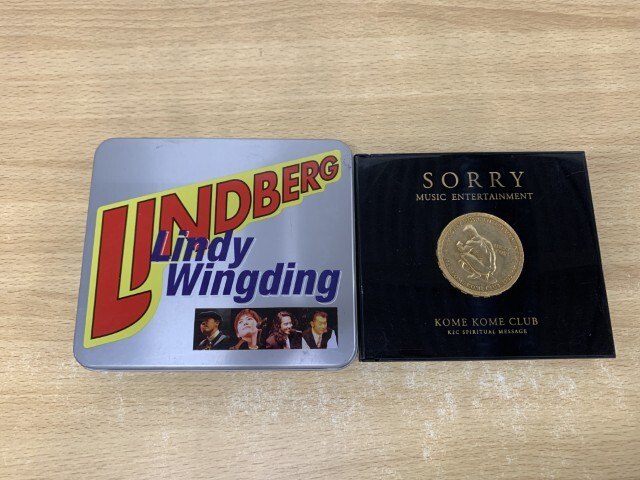 LINDBERG
Lindy
Wingding
SORRY
MUSIC ENTERTAINMENT
KOME KOME CLUB
K2C SPIRITUAL MESSAGE